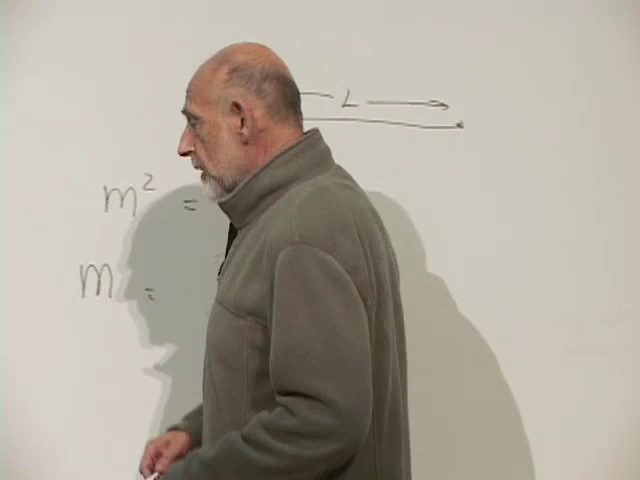 L
m² =
m =